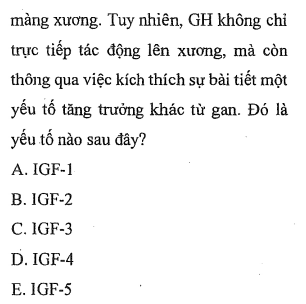 màng xương. Tuy nhiên, GH không chỉ
trực tiếp tác động lên xương, mà còn
thông qua việc kích thích sự bài tiết một
yếu tố tăng trưởng khác từ gan. Đó là
yếu tố nào sau đây?
A. IGF-1
B. IGF-2
C. IGF-3
D. IGF-4
E. IGF-5